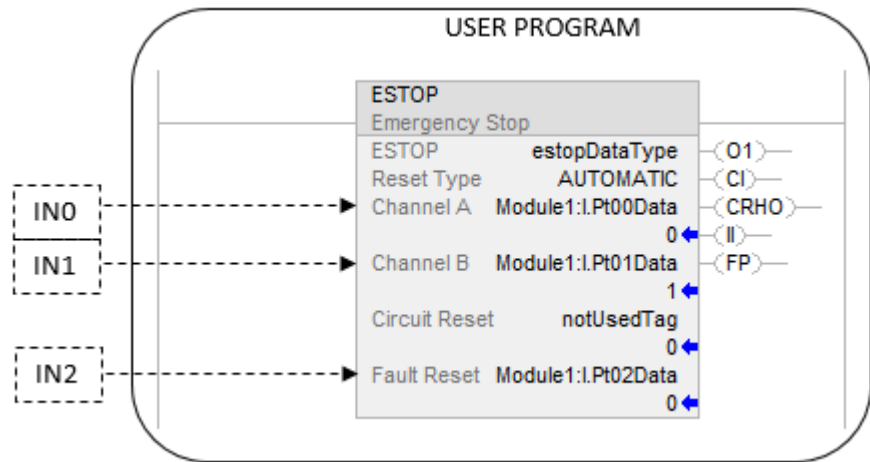 USER PROGRAM
ESTOP
Emergency Stop
ESTOP estopDataType (O1)
Reset Type AUTOMATIC (CI)
IN0 Channel A Module1:I.Pt00Data (CRHO)
0 (II)
IN1 Channel B Module1:I.Pt01Data (FP)
1
Circuit Reset notUsedTag
0
IN2 Fault Reset Module1:I.Pt02Data
0